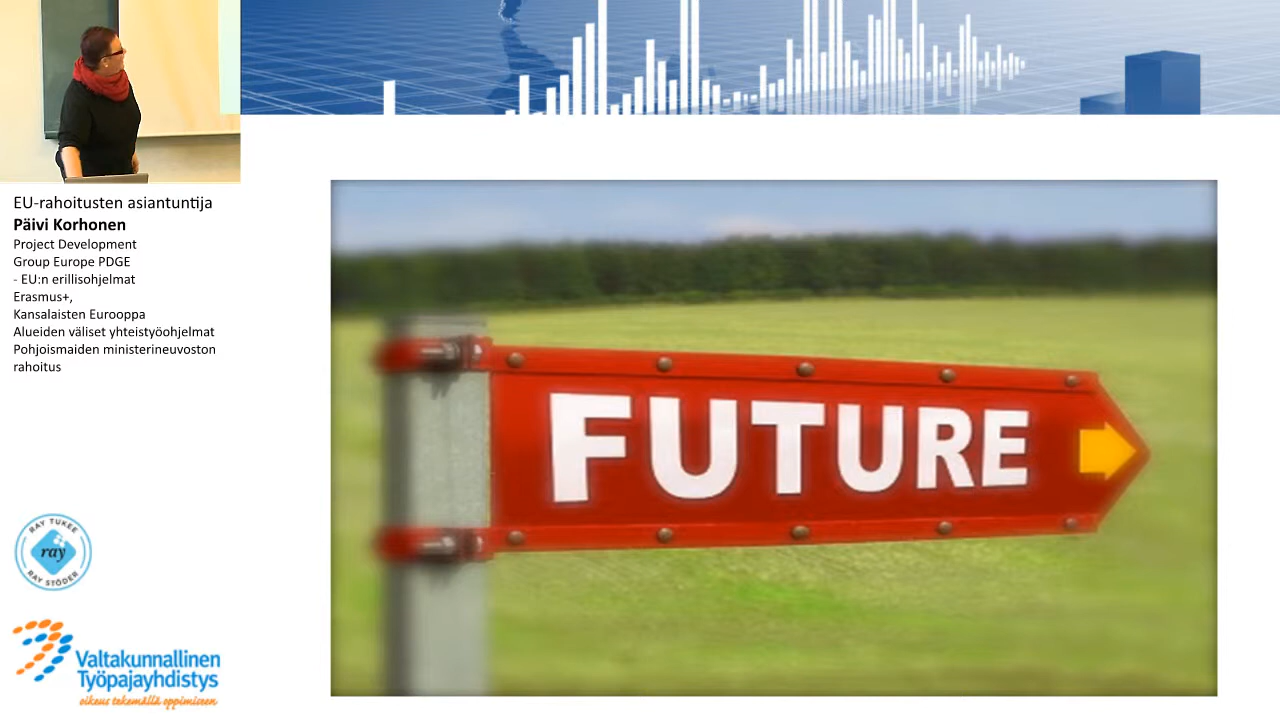 EU-rahoitusten asiantuntija
Päivi Korhonen
Project Development
Group Europe PDGE
- EU:n erillisohjelmat
Erasmus+,
Kansalaisten Eurooppa
Alueiden väliset yhteistyöohjelmat
Pohjoismaiden ministerineuvoston
rahoitus
RAY TUKEE
ray
RAY STÖDER
Valtakunnallinen
Työpajayhdistys
oikeus tekemällä oppimiseen
FUTURE